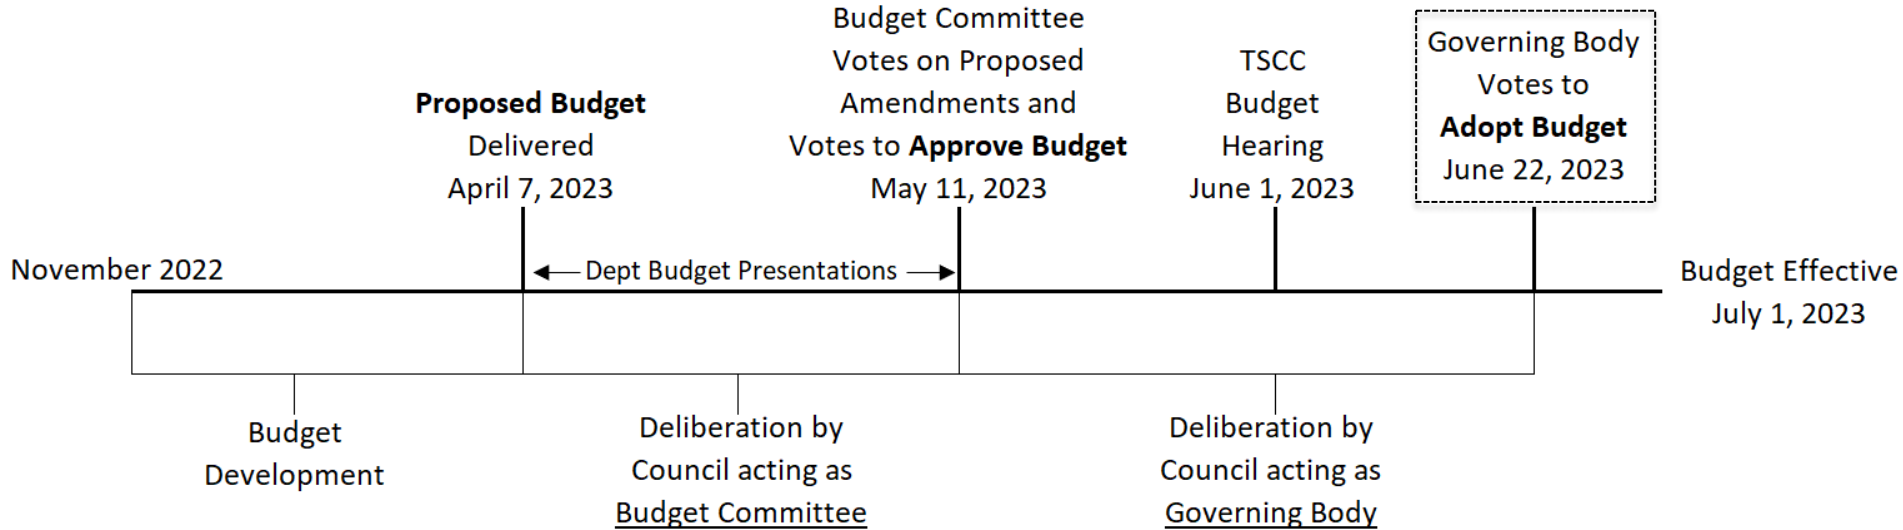 Proposed Budget
Delivered
April 7, 2023
Budget Committee
Votes on Proposed
Amendments and
Votes to Approve Budget
May 11, 2023
TSCC
Budget
Hearing
June 1, 2023
Governing Body
Votes to
Adopt Budget
June 22, 2023
November 2022
Dept Budget Presentations
Budget Effective
July 1, 2023
Budget
Development
Deliberation by
Council acting as
Budget Committee
Deliberation by
Council acting as
Governing Body